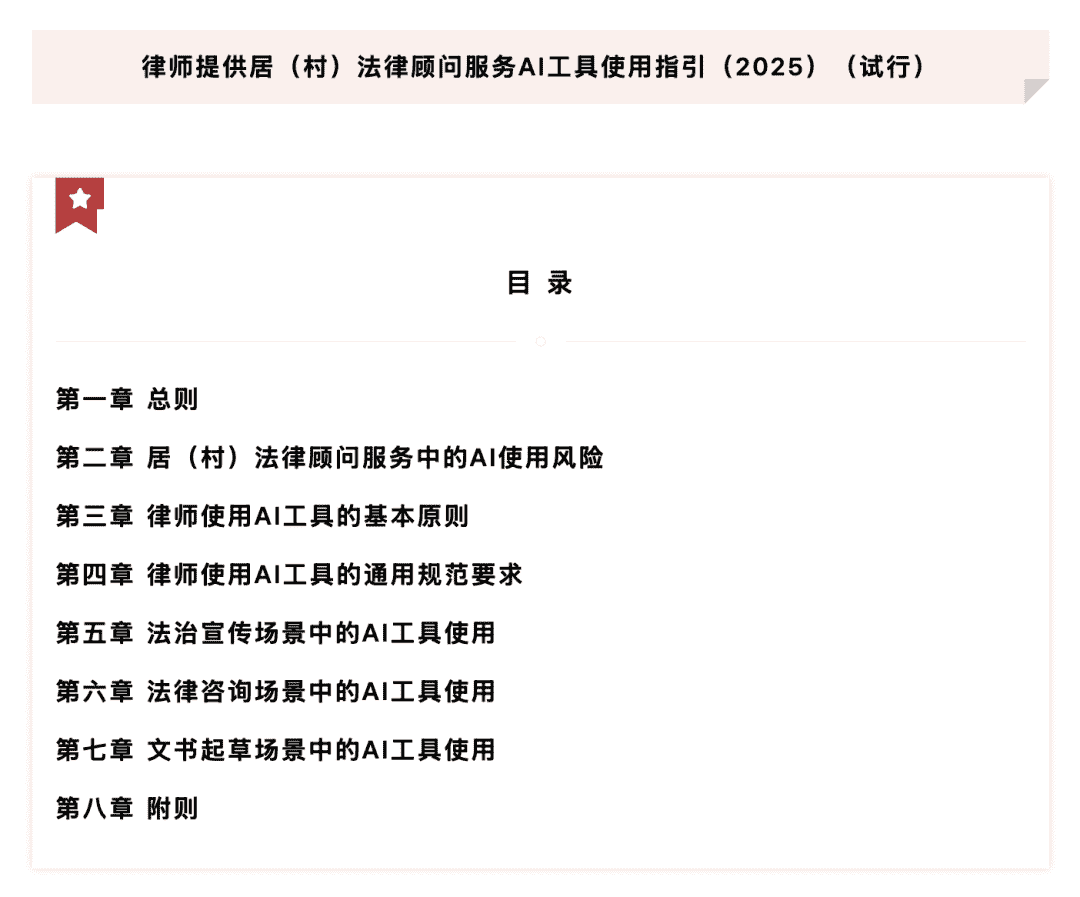 律师提供居（村）法律顾问服务AI工具使用指引（2025）（试行）
目 录
第一章 总则
第二章 居（村）法律顾问服务中的AI使用风险
第三章 律师使用AI工具的基本原则
第四章 律师使用AI工具的通用规范要求
第五章 法治宣传场景中的AI工具使用
第六章 法律咨询场景中的AI工具使用
第七章 文书起草场景中的AI工具使用
第八章 附则